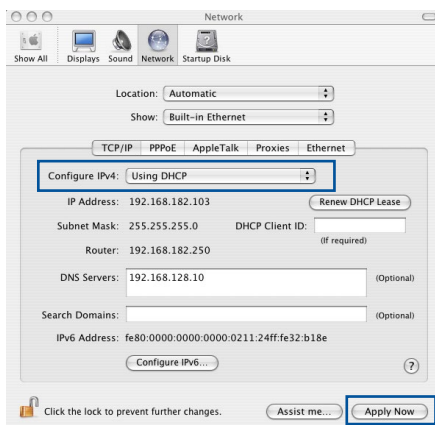 Network
Show All Displays Sound Network Startup Disk
Location: Automatic
Show: Built-in Ethernet
TCP/IP PPPoE AppleTalk Proxies Ethernet
Configure IPv4: Using DHCP
IP Address: 192.168.182.103 Renew DHCP Lease
Subnet Mask: 255.255.255.0 DHCP Client ID:
(If required)
Router: 192.168.182.250
DNS Servers: 192.168.128.10 (Optional)
Search Domains: (Optional)
IPv6 Address: fe80:0000:0000:0000:0211:24ff:fe32:b18e
Configure IPv6... ?
Click the lock to prevent further changes. Assist me... Apply Now